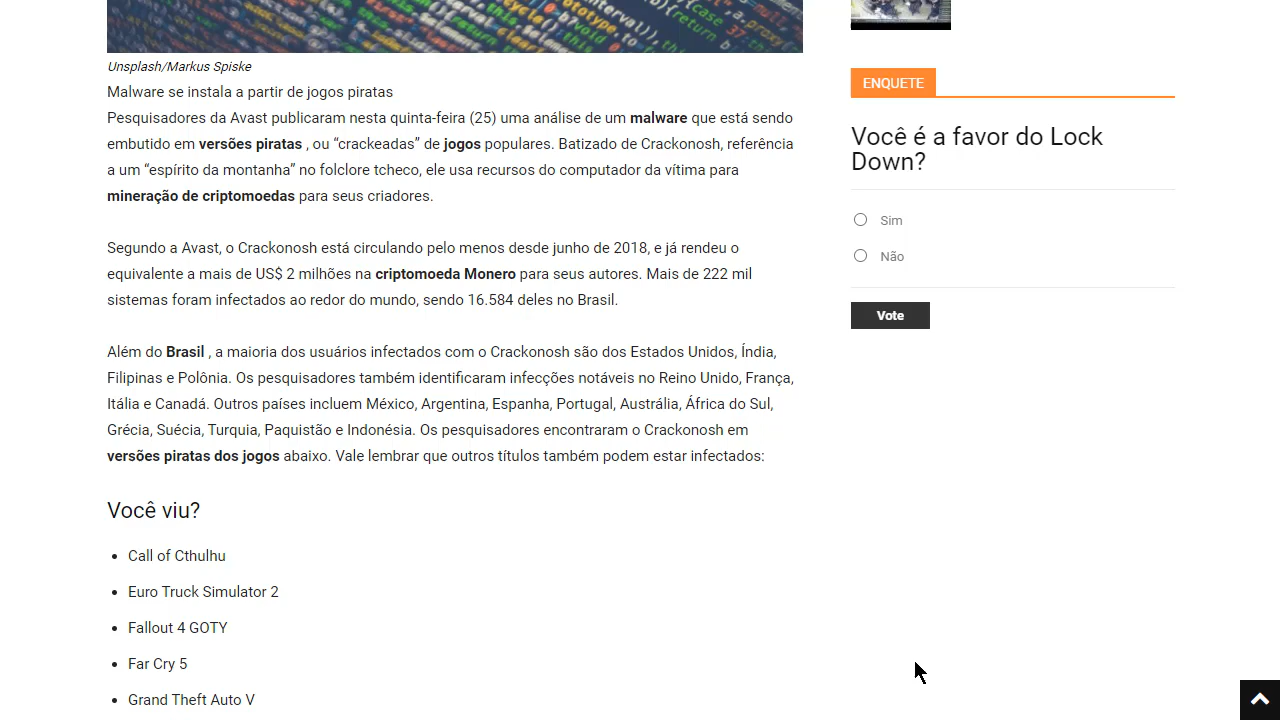 Unsplash/Markus Spiske
Malware se instala a partir de jogos piratas
Pesquisadores da Avast publicaram nesta quinta-feira (25) uma análise de um malware que está sendo
embutido em versões piratas , ou “crackeadas” de jogos populares. Batizado de Crackonosh, referência
a um “espírito da montanha” no folclore tcheco, ele usa recursos do computador da vítima para
mineração de criptomoedas para seus criadores.
Segundo a Avast, o Crackonosh está circulando pelo menos desde junho de 2018, e já rendeu o
equivalente a mais de US$ 2 milhões na criptomoeda Monero para seus autores. Mais de 222 mil
sistemas foram infectados ao redor do mundo, sendo 16.584 deles no Brasil.
Além do Brasil , a maioria dos usuários infectados com o Crackonosh são dos Estados Unidos, Índia,
Filipinas e Polônia. Os pesquisadores também identificaram infecções notáveis no Reino Unido, França,
Itália e Canadá. Outros países incluem México, Argentina, Espanha, Portugal, Austrália, África do Sul,
Grécia, Suécia, Turquia, Paquistão e Indonésia. Os pesquisadores encontraram o Crackonosh em
versões piratas dos jogos abaixo. Vale lembrar que outros títulos também podem estar infectados:
Você viu?
Call of Cthulhu
Euro Truck Simulator 2
Fallout 4 GOTY
Far Cry 5
Grand Theft Auto V
ENQUETE
Você é a favor do Lock
Down?
Sim
Não
Vote